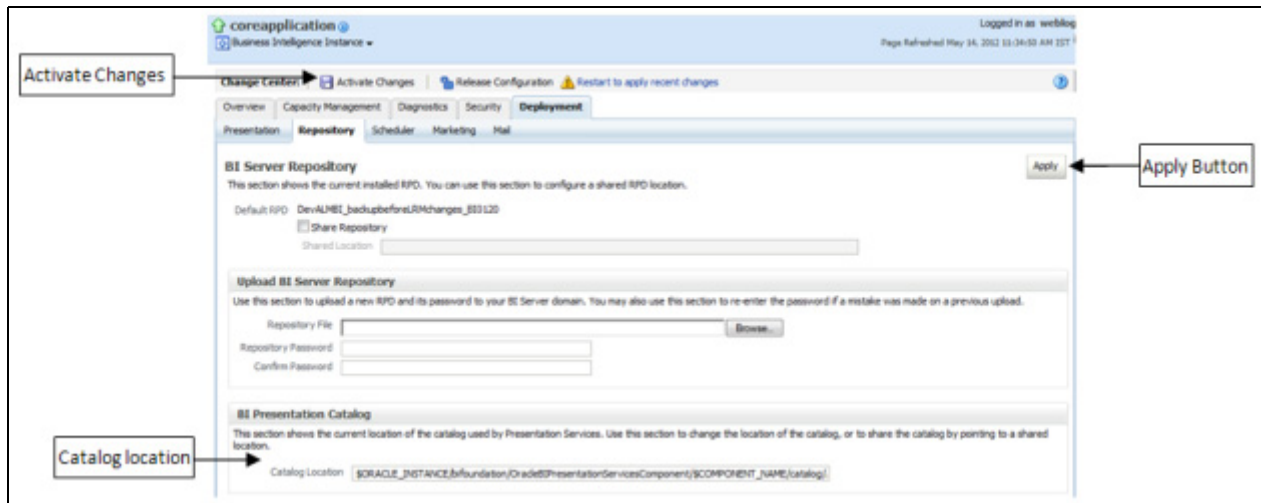 coreapplication
Logged in as weblog
Business Intelligence Instance
Page Refreshed May 14, 2012 11:34:50 AM IST
Activate Changes
Change Center: Activate Changes Release Configuration Restart to apply recent changes
Overview Capacity Management Diagnostics Security Deployment
Presentation Repository Scheduler Marketing Mail
BI Server Repository
Apply
Apply Button
This section shows the current installed RPD. You can use this section to configure a shared RPD location.
Default RPD DevALMBI_backupbeforeLRMchanges_BI3120
Share Repository
Shared Location
Upload BI Server Repository
Use this section to upload a new RPD and its password to your BI Server domain. You may also use this section to re-enter the password if a mistake was made on a previous upload.
Repository File Browse..
Repository Password
Confirm Password
BI Presentation Catalog
This section shows the current location of the catalog used by Presentation Services. Use this section to change the location of the catalog, or to share the catalog by pointing to a shared
location.
Catalog location
Catalog Location $ORACLE_INSTANCE/bifoundation/OracleBIPresentationServicesComponent/$COMPONENT_NAME/catalog/